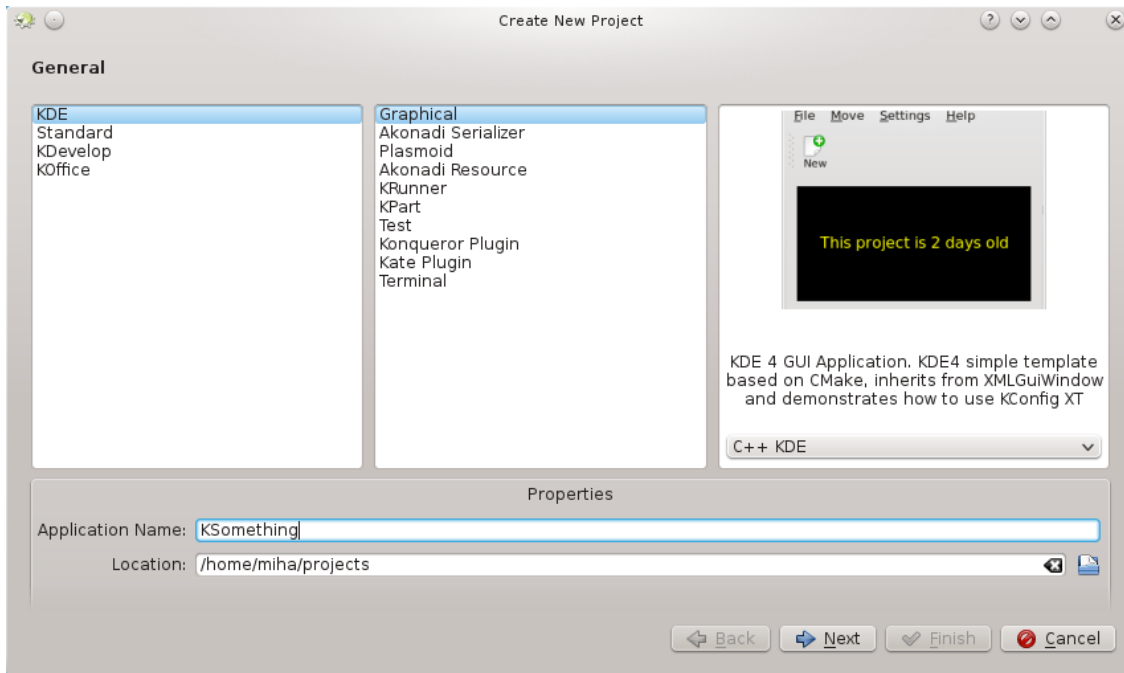 Create New Project
General
KDE
Standard
KDevelop
KOffice
Graphical
Akonadi Serializer
Plasmoid
Akonadi Resource
KRunner
KPart
Test
Konqueror Plugin
Kate Plugin
Terminal
File Move Settings Help
New
This project is 2 days old
KDE 4 GUI Application. KDE4 simple template
based on CMake, inherits from XMLGuiWindow
and demonstrates how to use KConfig XT
C++ KDE
Properties
Application Name: KSomething
Location: /home/miha/projects
Back Next Finish Cancel